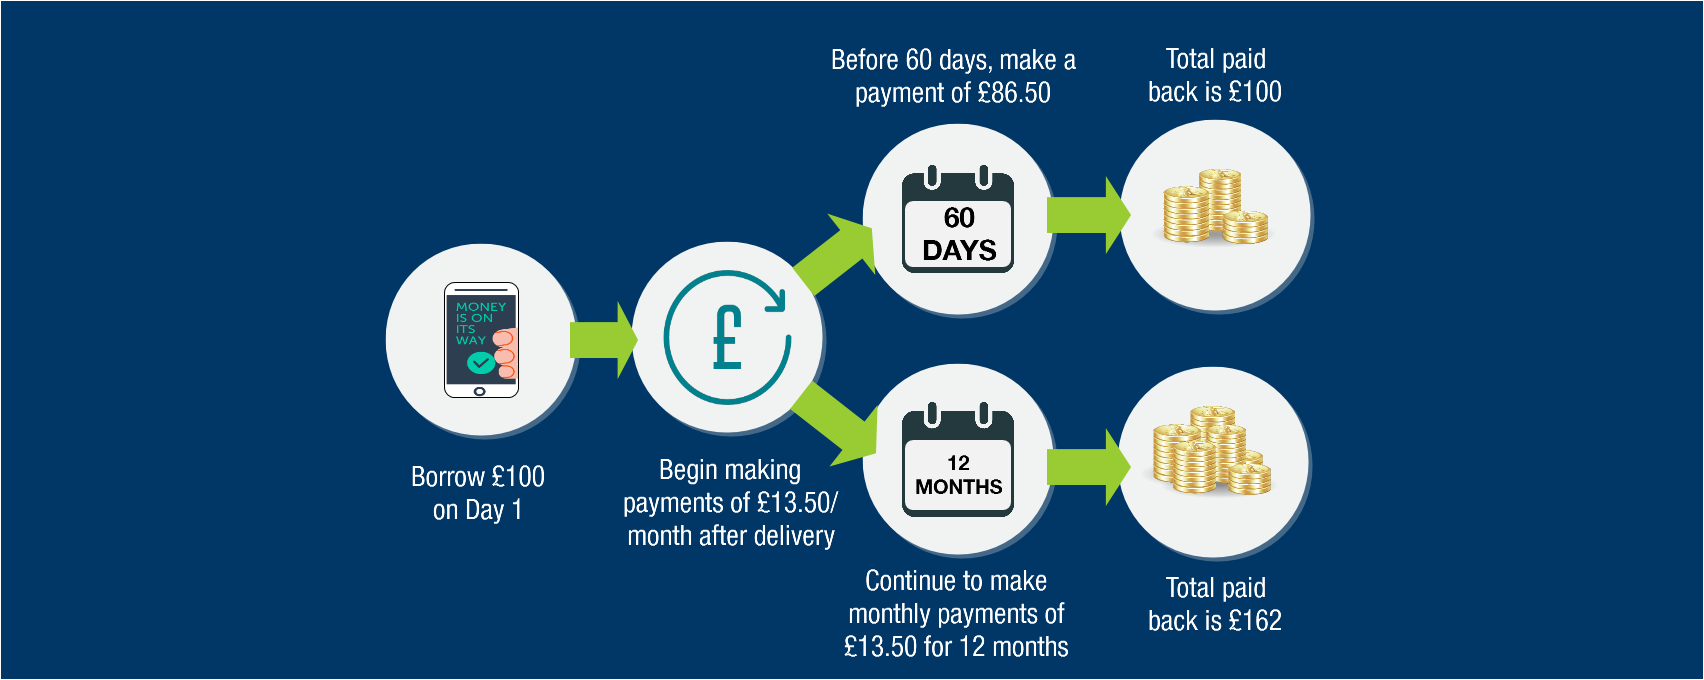 Borrow £100
on Day 1
MONEY
IS ON
ITS
WAY
£
Begin making
payments of £13.50/
month after delivery
Before 60 days, make a
payment of £86.50
60
DAYS
Total paid
back is £100
12
MONTHS
Continue to make
monthly payments of
£13.50 for 12 months
Total paid
back is £162